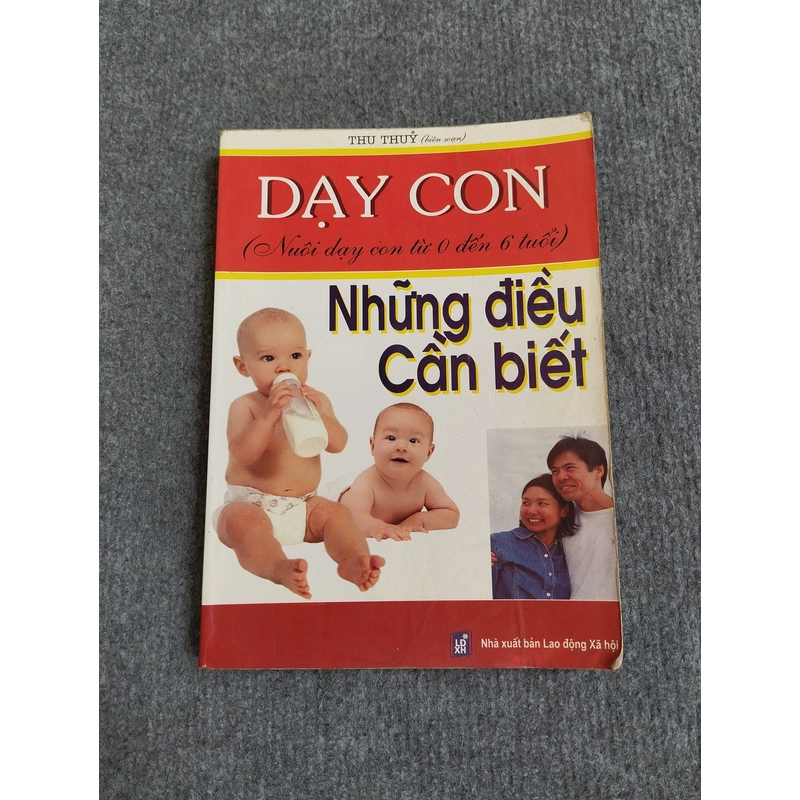 THU THUỶ (biên soạn)
DẠY CON
(Nuôi dạy con từ 0 đến 6 tuổi)
Những điều
Cần biết
LĐ
XH
Nhà xuất bản Lao động Xã hội